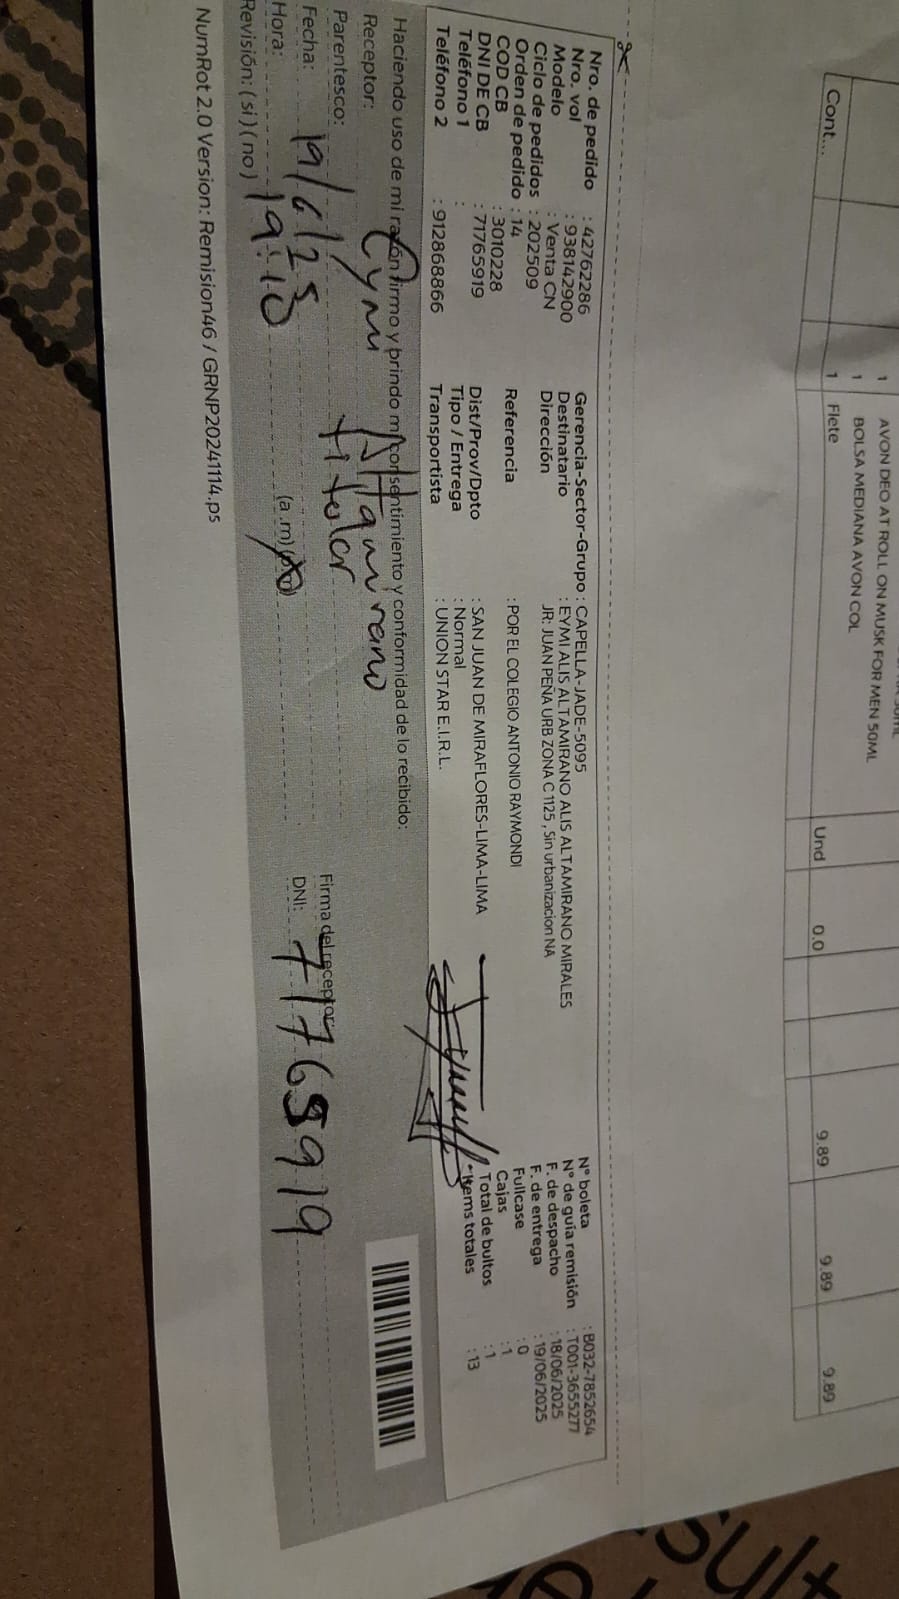 AVON DEO AT ROLL ON MUSK FOR MEN 50ML
1
BOLSA MEDIANA AVON COL
1
Cont... 1 Flete Und 0.0 9.89 9.89 9.89
Nro. de pedido : 42762286
Nro. vol : 938142900
Modelo : Venta CN
Ciclo de pedidos : 202509
Orden de pedido : 14
COD CB : 3010228
DNI DE CB : 71765919
Teléfono 1 :
Teléfono 2 : 912868866
Gerencia-Sector-Grupo : CAPELLA-JADE-5095
Destinatario : EYMI ALIS ALTAMIRANO ALIS ALTAMIRANO MIRALES
Dirección JR: JUAN PEÑA URB ZONA C 1125 , Sin urbanizacion NA
Referencia : POR EL COLEGIO ANTONIO RAYMONDI
Dist/Prov/Dpto : SAN JUAN DE MIRAFLORES-LIMA-LIMA
Tipo / Entrega : Normal
Transportista : UNION STAR E.I.R.L.
N° boleta : B032-7852654
N° de guía remisión : T001-3655277
F. de despacho : 18/06/2025
F. de entrega : 19/06/2025
Fullcase : 0
Cajas : 1
Total de bultos : 1
Items totales : 13
Haciendo uso de mi razón firmo y brindo mi consentimiento y conformidad de lo recibido:
Receptor: Eymi Altamirano
Parentesco: titular
Fecha: 19/6/25
Hora: 19:10 (a.m)
Revisión: ( si ) ( no )
Firma del receptor
DNI: 71765919
NumRot 2.0 Version: Remision46 / GRNP20241114.ps